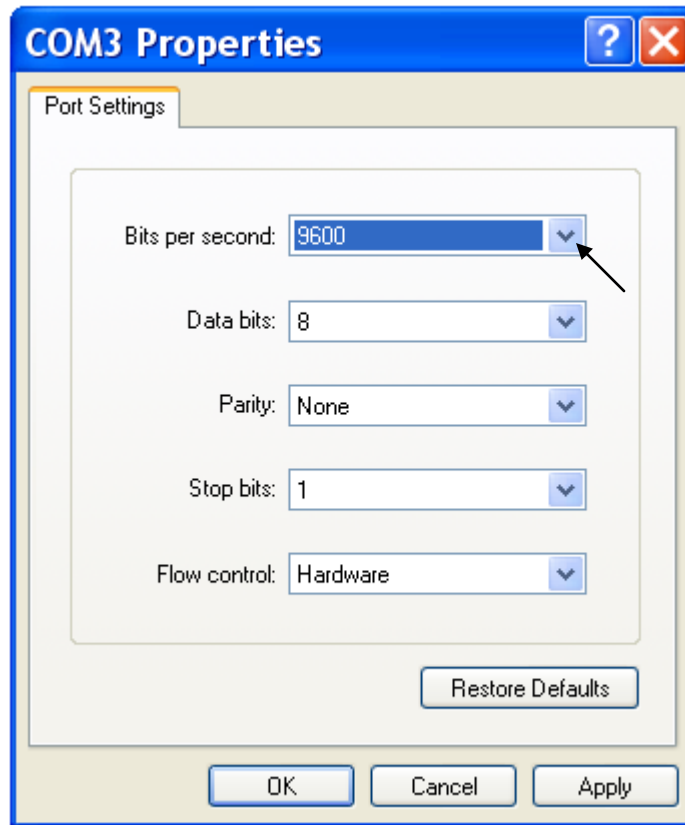 COM3 Properties
Port Settings
Bits per second: 9600
Data bits: 8
Parity: None
Stop bits: 1
Flow control: Hardware
Restore Defaults
OK Cancel Apply